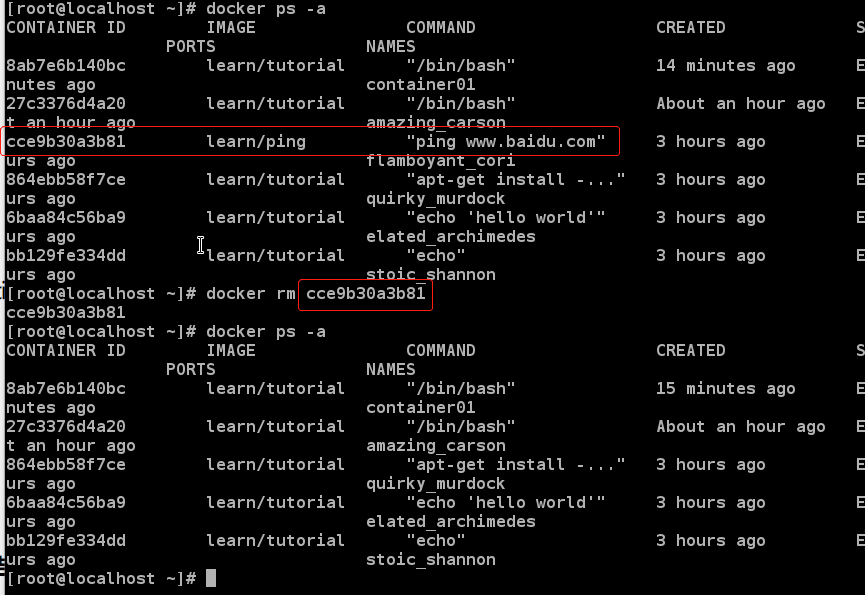 [root@localhost ~]# docker ps -a
CONTAINER ID        IMAGE               COMMAND                  CREATED             S
                PORTS               NAMES
8ab7e6b140bc        learn/tutorial      "/bin/bash"              14 minutes ago      E
nutes ago                           container01
27c3376d4a20        learn/tutorial      "/bin/bash"              About an hour ago   E
t an hour ago                       amazing_carson
cce9b30a3b81        learn/ping          "ping www.baidu.com"     3 hours ago         E
urs ago                             flamboyant_cori
864ebb58f7ce        learn/tutorial      "apt-get install -..."   3 hours ago         E
urs ago                             quirky_murdock
6baa84c56ba9        learn/tutorial      "echo 'hello world'"     3 hours ago         E
urs ago                             elated_archimedes
bb129fe334dd        learn/tutorial      "echo"                   3 hours ago         E
urs ago                             stoic_shannon
[root@localhost ~]# docker rm cce9b30a3b81
cce9b30a3b81
[root@localhost ~]# docker ps -a
CONTAINER ID        IMAGE               COMMAND                  CREATED             S
                PORTS               NAMES
8ab7e6b140bc        learn/tutorial      "/bin/bash"              15 minutes ago      E
nutes ago                           container01
27c3376d4a20        learn/tutorial      "/bin/bash"              About an hour ago   E
t an hour ago                       amazing_carson
864ebb58f7ce        learn/tutorial      "apt-get install -..."   3 hours ago         E
urs ago                             quirky_murdock
6baa84c56ba9        learn/tutorial      "echo 'hello world'"     3 hours ago         E
urs ago                             elated_archimedes
bb129fe334dd        learn/tutorial      "echo"                   3 hours ago         E
urs ago                             stoic_shannon
[root@localhost ~]#